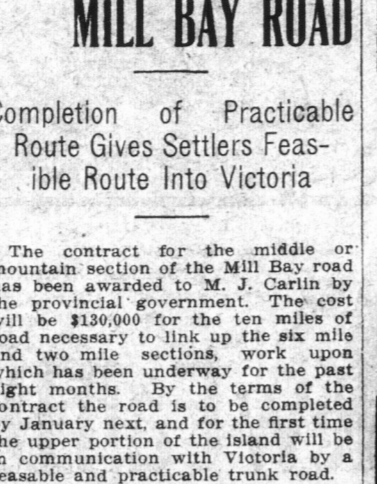 MILL BAY ROAD
Completion of Practicable
Route Gives Settlers Feas-
ible Route Into Victoria
The contract for the middle or
mountain section of the Mill Bay road
has been awarded to M. J. Carlin by
the provincial government. The cost
will be $130,000 for the ten miles of
road necessary to link up the six mile
and two mile sections, work upon
which has been underway for the past
eight months. By the terms of the
contract the road is to be completed
by January next, and for the first time
the upper portion of the island will be
in communication with Victoria by a
feasable and practicable trunk road.